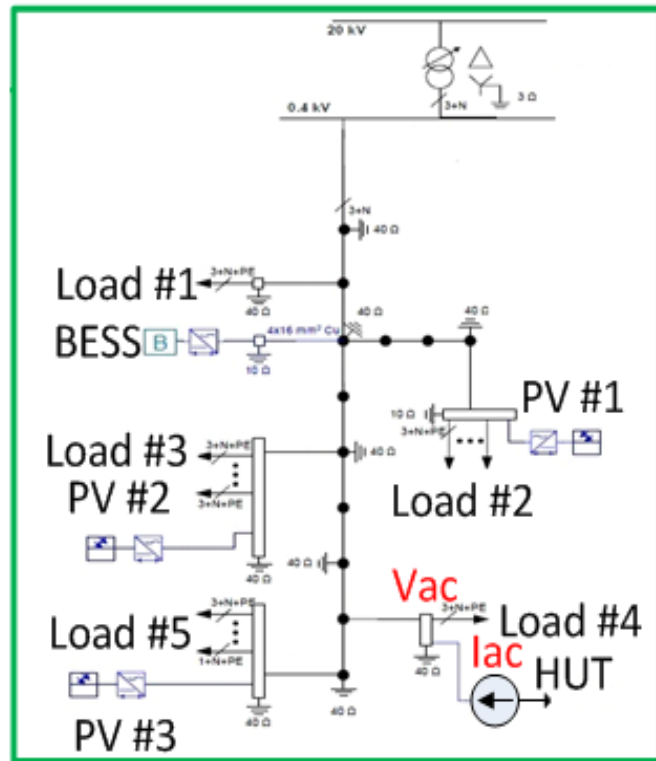 20 kV
3+N
3 Ω
0.4 kV
3+N
40 Ω
Load #1
3+N+PE
40 Ω
40 Ω
40 Ω
BESS
B
4x16 mm² Cu
10 Ω
PV #1
10 Ω
3+N+PE
Load #2
Load #3
3+N+PE
40 Ω
PV #2
3+N+PE
40 Ω
40 Ω
Vac
3+N+PE
Load #4
40 Ω
Iac
HUT
Load #5
3+N+PE
1+N+PE
40 Ω
40 Ω
PV #3